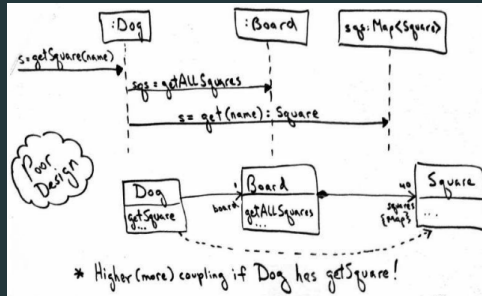 :Dog
:Board
sqs: Map<Square>
s = getSquare(name)
sqs = getAllSquares
s = get(name) : Square
Poor
Design
Dog
getSquare
...
1
board
Board
getAllSquares
...
40
squares
{Map}
Square
...
* Higher (more) coupling if Dog has getSquare!